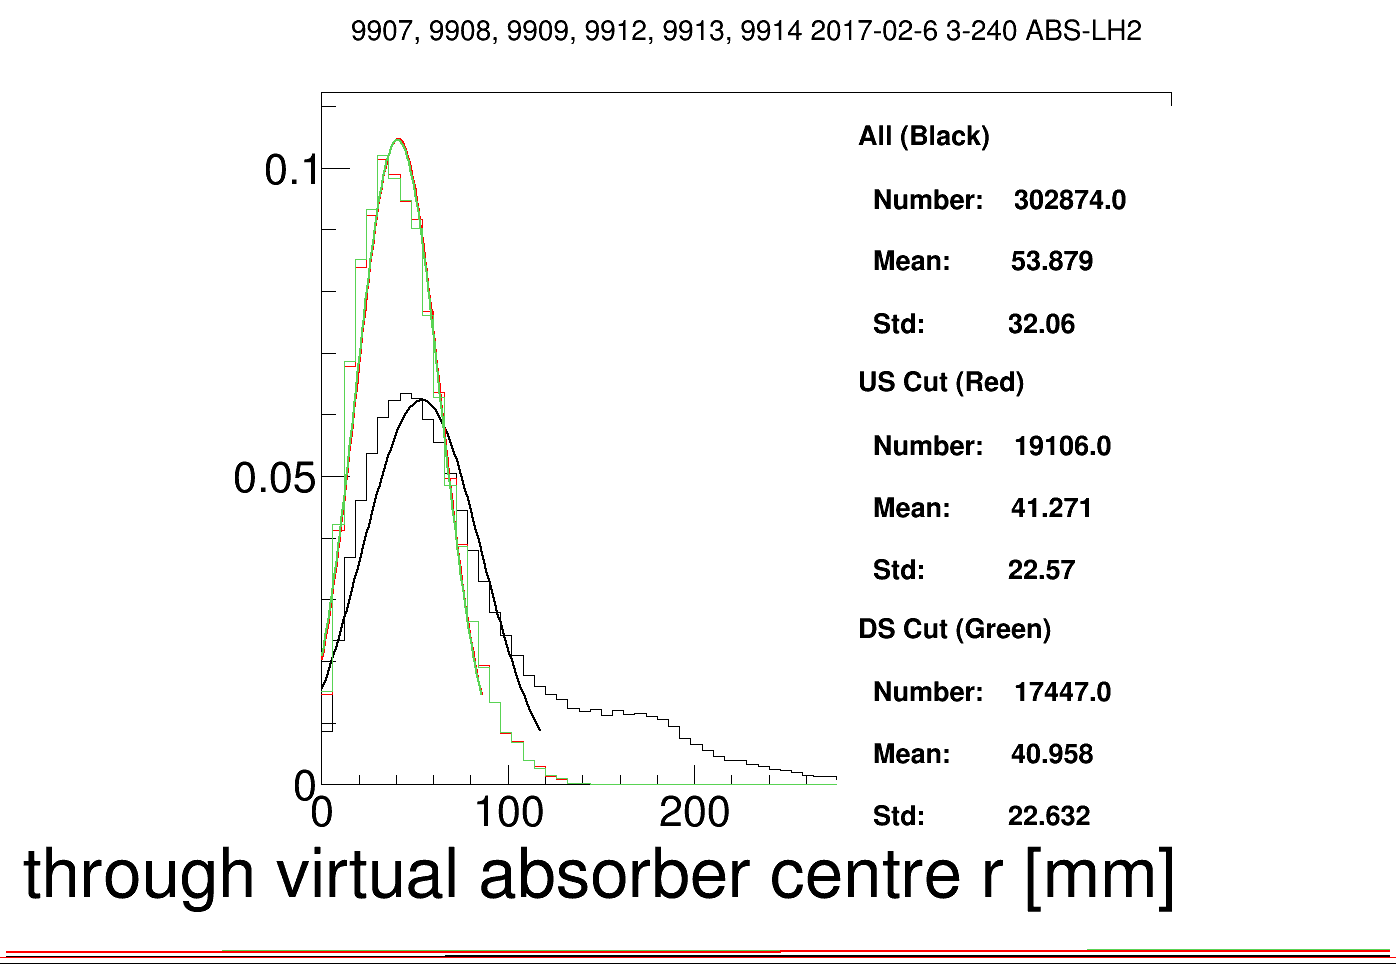 9907, 9908, 9909, 9912, 9913, 9914 2017-02-6 3-240 ABS-LH2
All (Black)
Number: 302874.0
Mean: 53.879
Std: 32.06
US Cut (Red)
Number: 19106.0
Mean: 41.271
Std: 22.57
DS Cut (Green)
Number: 17447.0
Mean: 40.958
Std: 22.632
0.1
0.05
0
0 100 200
through virtual absorber centre r [mm]